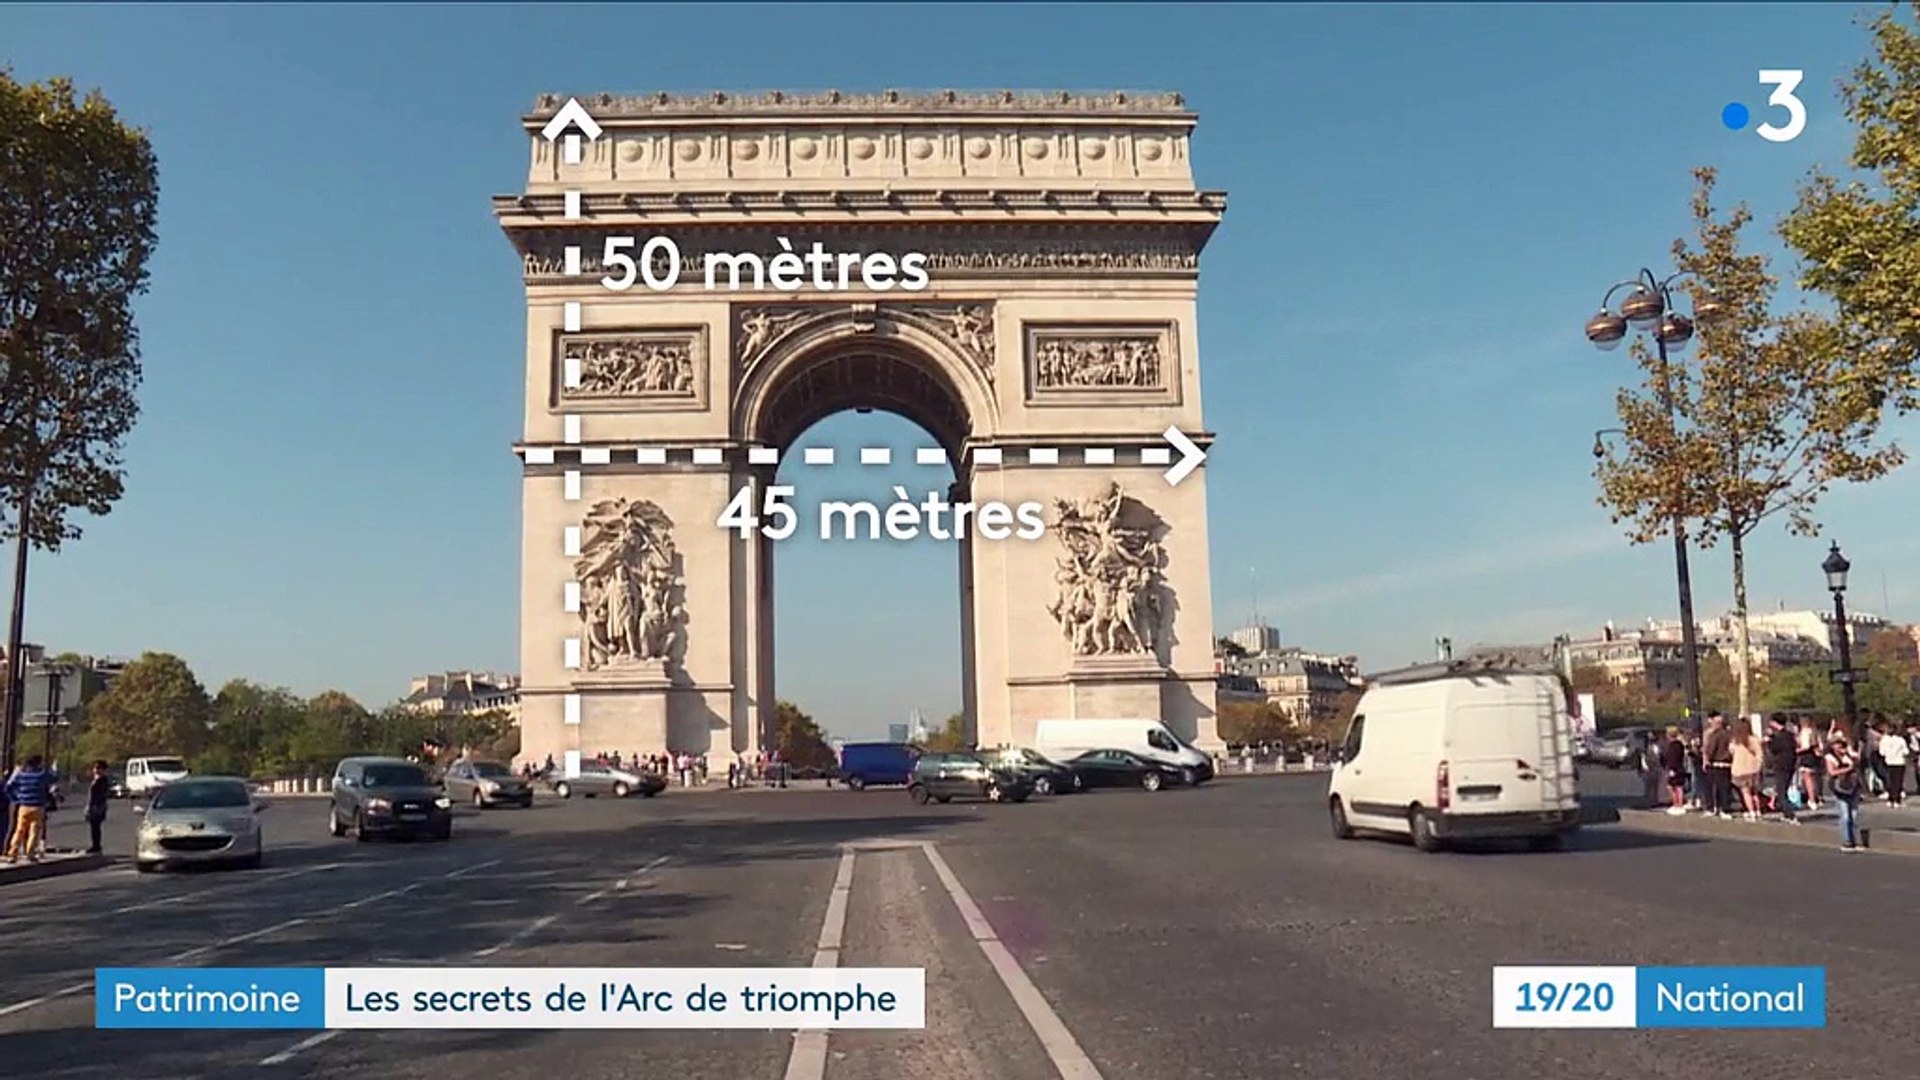 3
50 mètres
45 mètres
Patrimoine Les secrets de l'Arc de triomphe
19/20 National